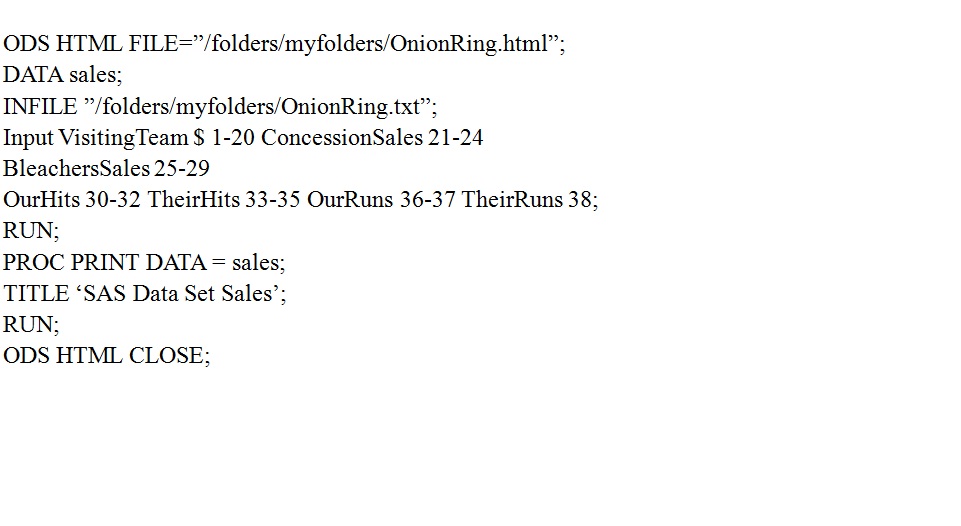 ODS HTML FILE=”/folders/myfolders/OnionRing.html”;
DATA sales;
INFILE ”/folders/myfolders/OnionRing.txt”;
Input VisitingTeam $ 1-20 ConcessionSales 21-24
BleachersSales 25-29
OurHits 30-32 TheirHits 33-35 OurRuns 36-37 TheirRuns 38;
RUN;
PROC PRINT DATA = sales;
TITLE ‘SAS Data Set Sales’;
RUN;
ODS HTML CLOSE;